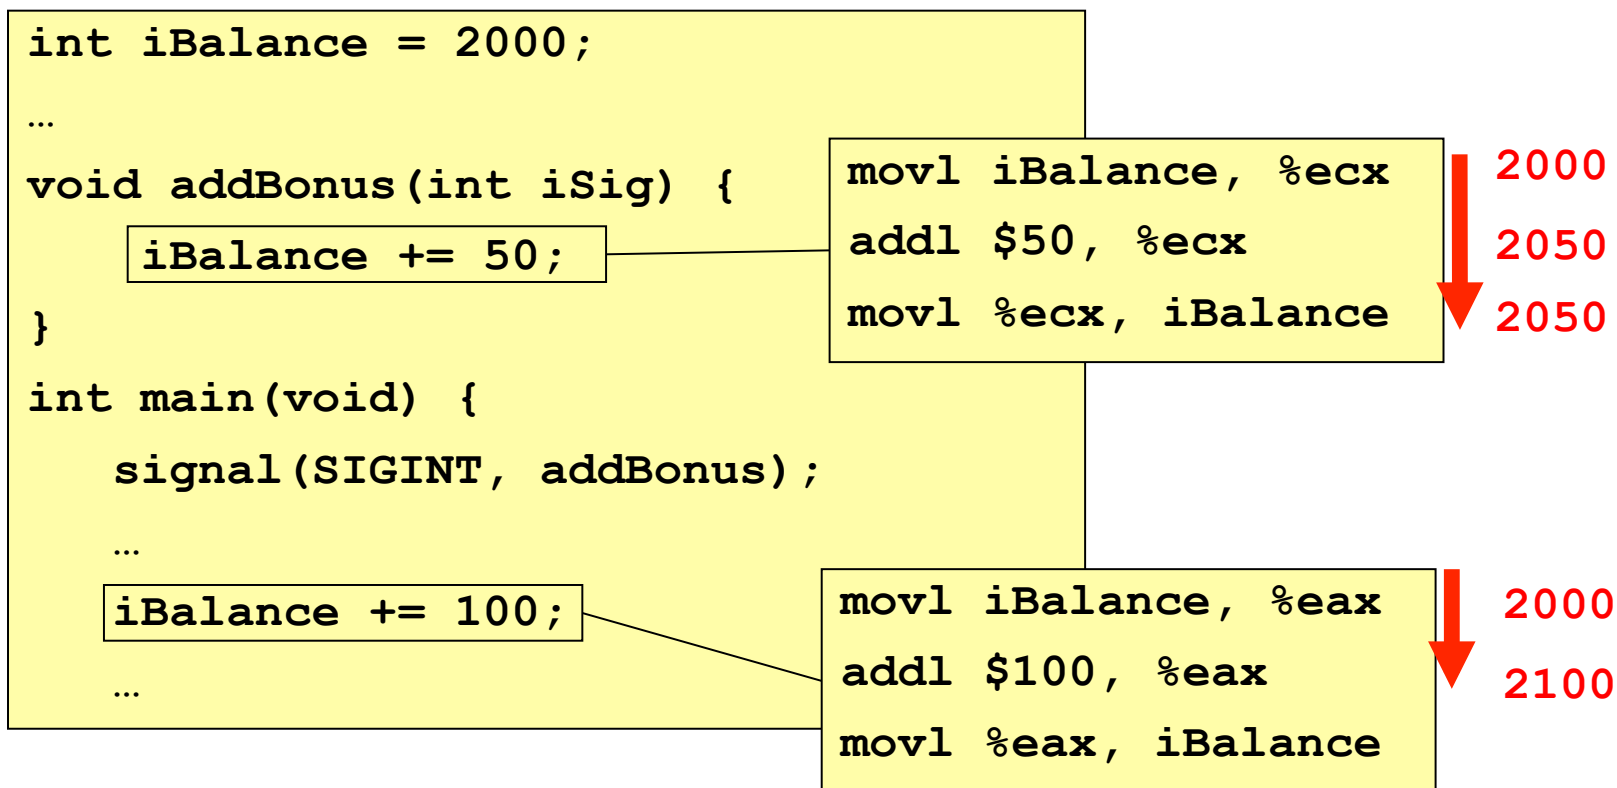 int iBalance = 2000;
…
void addBonus(int iSig) {
iBalance += 50;
}
int main(void) {
signal(SIGINT, addBonus);
…
iBalance += 100;
…
movl iBalance, %ecx
addl $50, %ecx
movl %ecx, iBalance
2000
2050
2050
movl iBalance, %eax
addl $100, %eax
movl %eax, iBalance
2000
2100